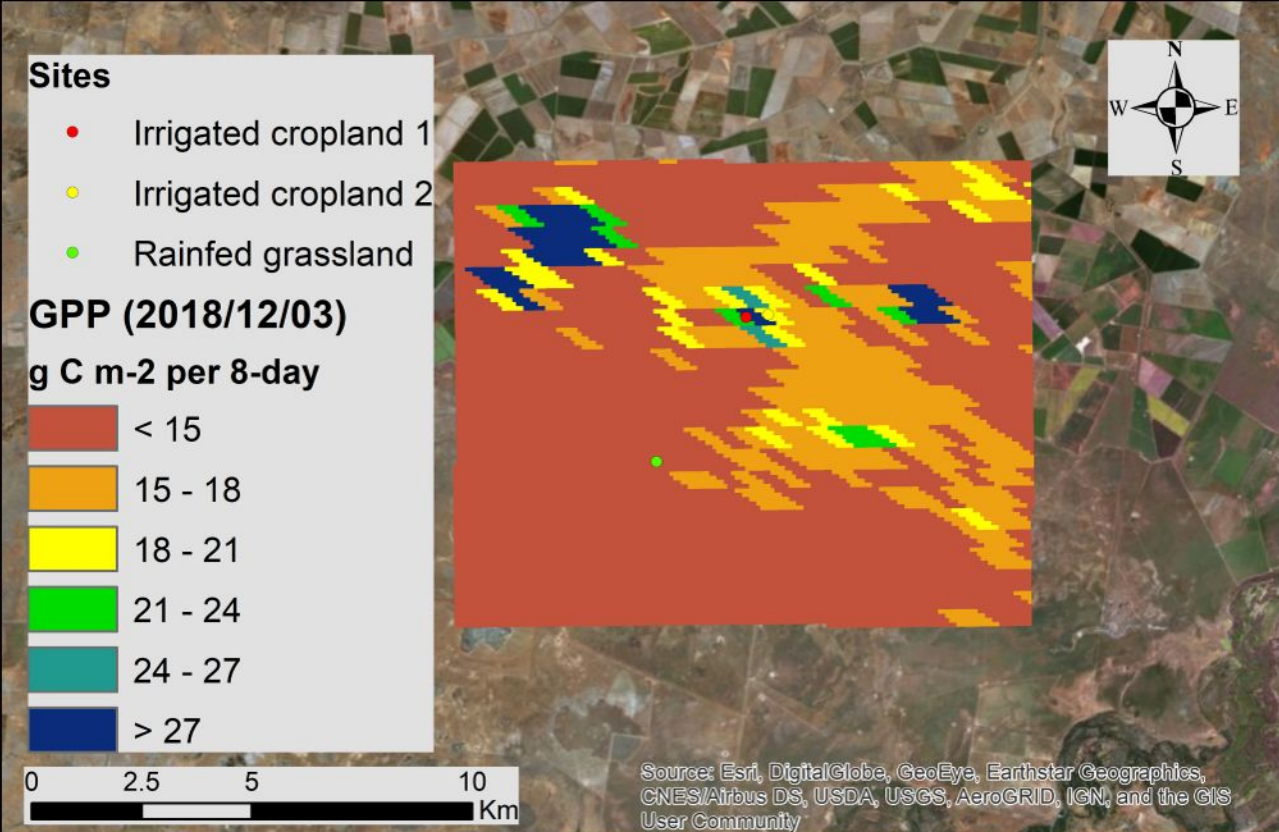 Sites
Irrigated cropland 1
Irrigated cropland 2
Rainfed grassland
GPP (2018/12/03)
g C m-2 per 8-day
< 15
15 - 18
18 - 21
21 - 24
24 - 27
> 27
0 2.5 5 10
Km
N
W E
S
Source: Esri, DigitalGlobe, GeoEye, Earthstar Geographics,
CNES/Airbus DS, USDA, USGS, AeroGRID, IGN, and the GIS
User Community